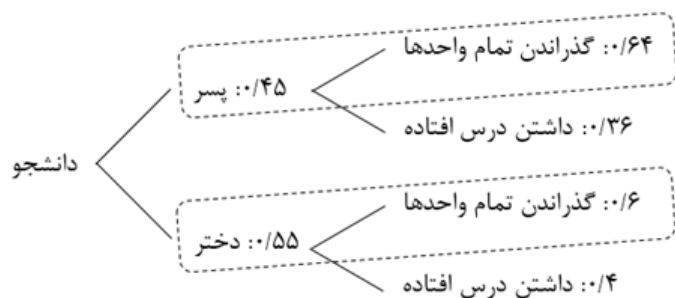 گذراندن تمام واحدها :۰/۶۴
پسر :۰/۴۵
داشتن درس افتاده :۰/۳۶
دانشجو
گذراندن تمام واحدها :۰/۶
دختر :۰/۵۵
داشتن درس افتاده :۰/۴